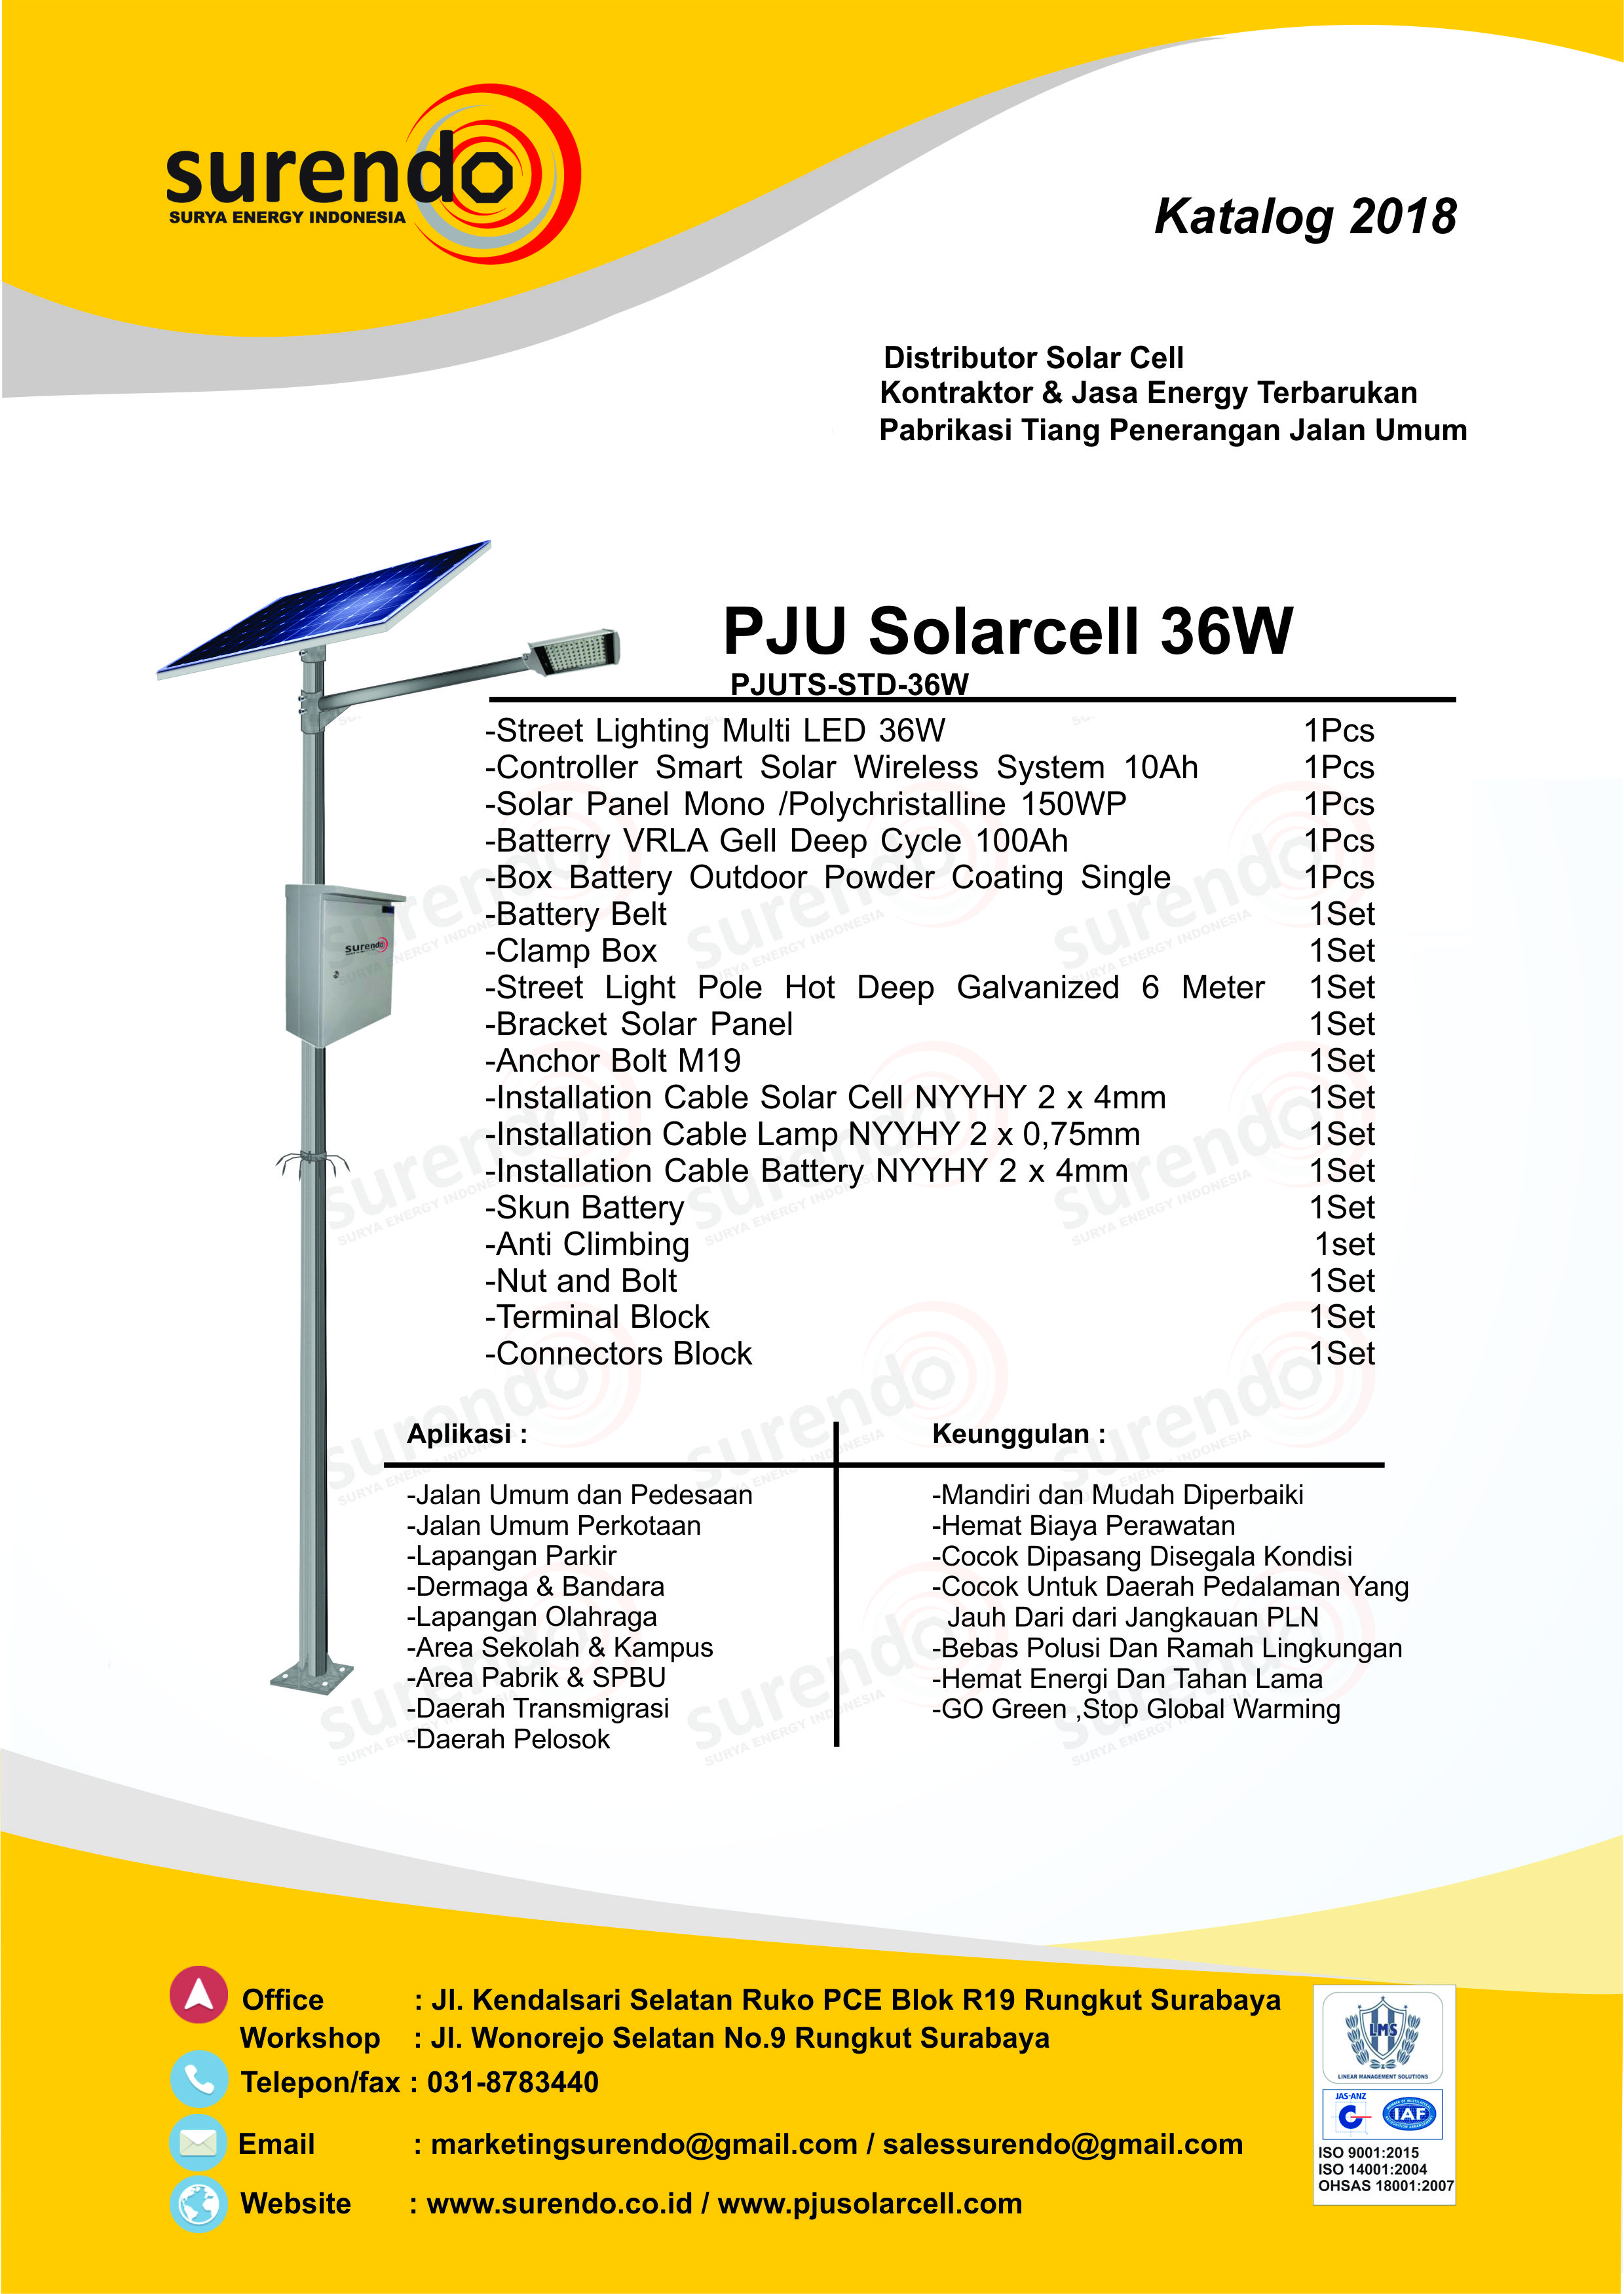 surendo
SURYA ENERGY INDONESIA
Katalog 2018
Distributor Solar Cell
Kontraktor & Jasa Energy Terbarukan
Pabrikasi Tiang Penerangan Jalan Umum
PJU Solarcell 36W
PJUTS-STD-36W
-Street Lighting Multi LED 36W 1Pcs
-Controller Smart Solar Wireless System 10Ah 1Pcs
-Solar Panel Mono /Polychristalline 150WP 1Pcs
-Batterry VRLA Gell Deep Cycle 100Ah 1Pcs
-Box Battery Outdoor Powder Coating Single 1Pcs
-Battery Belt 1Set
-Clamp Box 1Set
-Street Light Pole Hot Deep Galvanized 6 Meter 1Set
-Bracket Solar Panel 1Set
-Anchor Bolt M19 1Set
-Installation Cable Solar Cell NYYHY 2 x 4mm 1Set
-Installation Cable Lamp NYYHY 2 x 0,75mm 1Set
-Installation Cable Battery NYYHY 2 x 4mm 1Set
-Skun Battery 1Set
-Anti Climbing 1set
-Nut and Bolt 1Set
-Terminal Block 1Set
-Connectors Block 1Set
surendo
Aplikasi :
-Jalan Umum dan Pedesaan
-Jalan Umum Perkotaan
-Lapangan Parkir
-Dermaga & Bandara
-Lapangan Olahraga
-Area Sekolah & Kampus
-Area Pabrik & SPBU
-Daerah Transmigrasi
-Daerah Pelosok
Keunggulan :
-Mandiri dan Mudah Diperbaiki
-Hemat Biaya Perawatan
-Cocok Dipasang Disegala Kondisi
-Cocok Untuk Daerah Pedalaman Yang
Jauh Dari dari Jangkauan PLN
-Bebas Polusi Dan Ramah Lingkungan
-Hemat Energi Dan Tahan Lama
-GO Green ,Stop Global Warming
Office : Jl. Kendalsari Selatan Ruko PCE Blok R19 Rungkut Surabaya
Workshop : Jl. Wonorejo Selatan No.9 Rungkut Surabaya
Telepon/fax : 031-8783440
Email : marketingsurendo@gmail.com / salessurendo@gmail.com
Website : www.surendo.co.id / www.pjusolarcell.com
LMS
LINEAR MANAGEMENT SOLUTIONS
JAS-ANZ
IAF
ISO 9001:2015
ISO 14001:2004
OHSAS 18001:2007